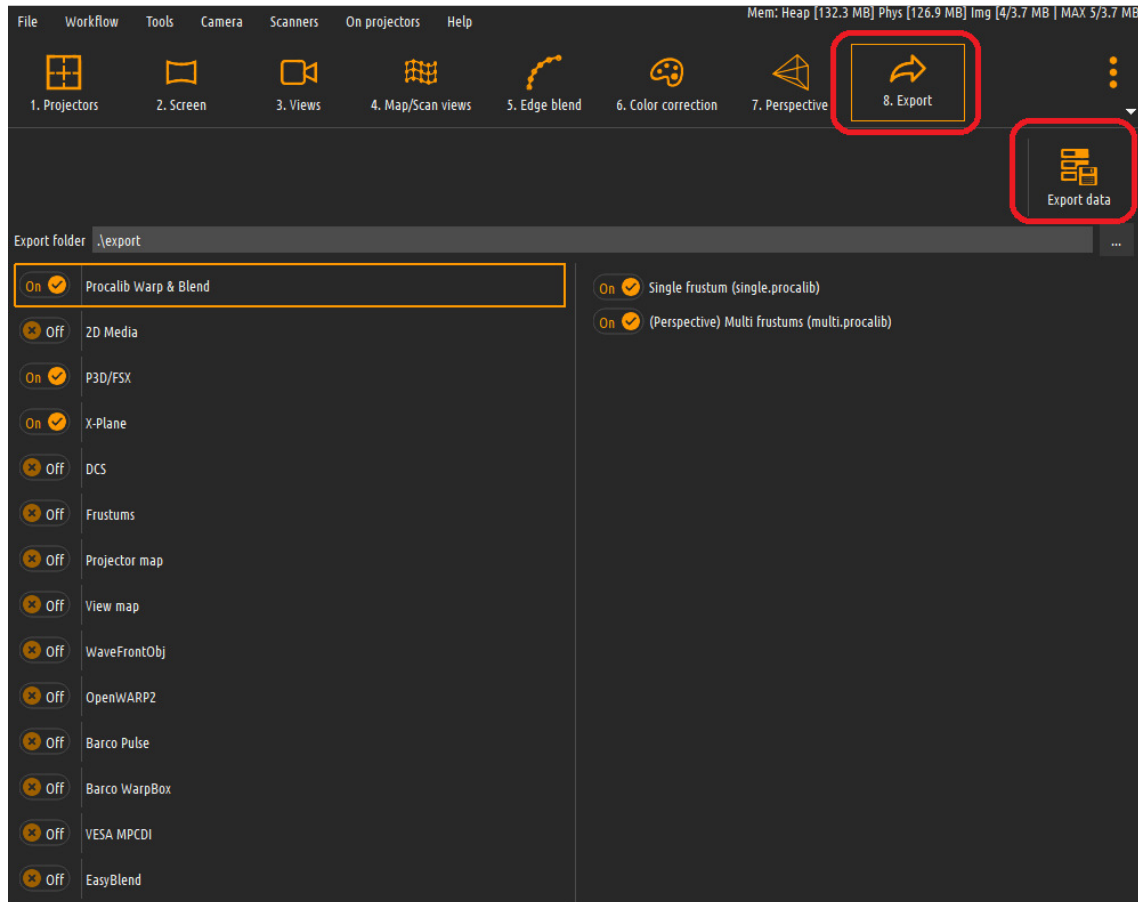 File Workflow Tools Camera Scanners On projectors Help
Mem: Heap [132.3 MB] Phys [126.9 MB] Img [4/3.7 MB | MAX 5/3.7 MB
1. Projectors 2. Screen 3. Views 4. Map/Scan views 5. Edge blend 6. Color correction 7. Perspective 8. Export
Export data
Export folder .\export ...
On Procalib Warp & Blend
Off 2D Media
On P3D/FSX
On X-Plane
Off DCS
Off Frustums
Off Projector map
Off View map
Off WaveFrontObj
Off OpenWARP2
Off Barco Pulse
Off Barco WarpBox
Off VESA MPCDI
Off EasyBlend
On Single frustum (single.procalib)
On (Perspective) Multi frustums (multi.procalib)